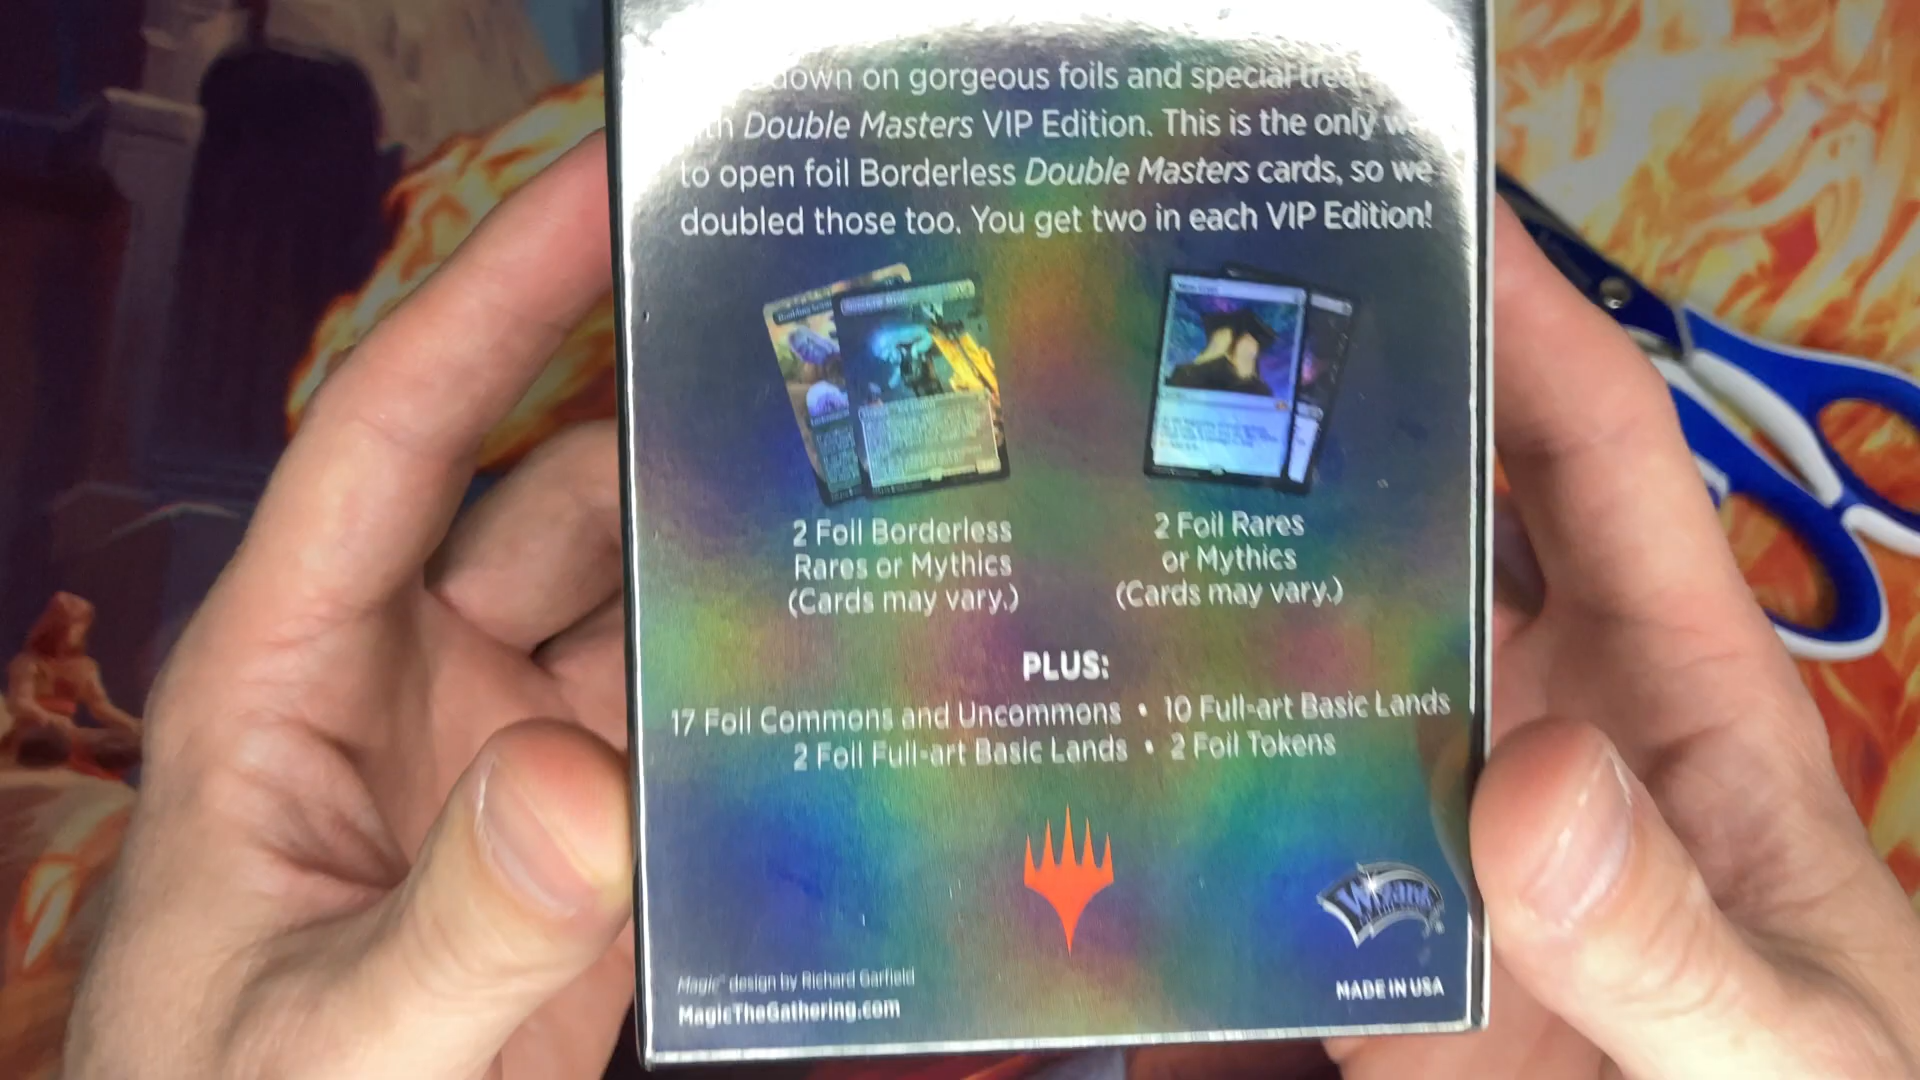 down on gorgeous foils and special
Double Masters VIP Edition. This is the only
to open foil Borderless Double Masters cards, so we
doubled those too. You get two in each VIP Edition!
2 Foil Borderless
Rares or Mythics
(Cards may vary.)
2 Foil Rares
or Mythics
(Cards may vary.)
PLUS:
17 Foil Commons and Uncommons • 10 Full-art Basic Lands
2 Foil Full-art Basic Lands • 2 Foil Tokens
Wizards
Magic® design by Richard Garfield
MagicTheGathering.com
MADE IN USA